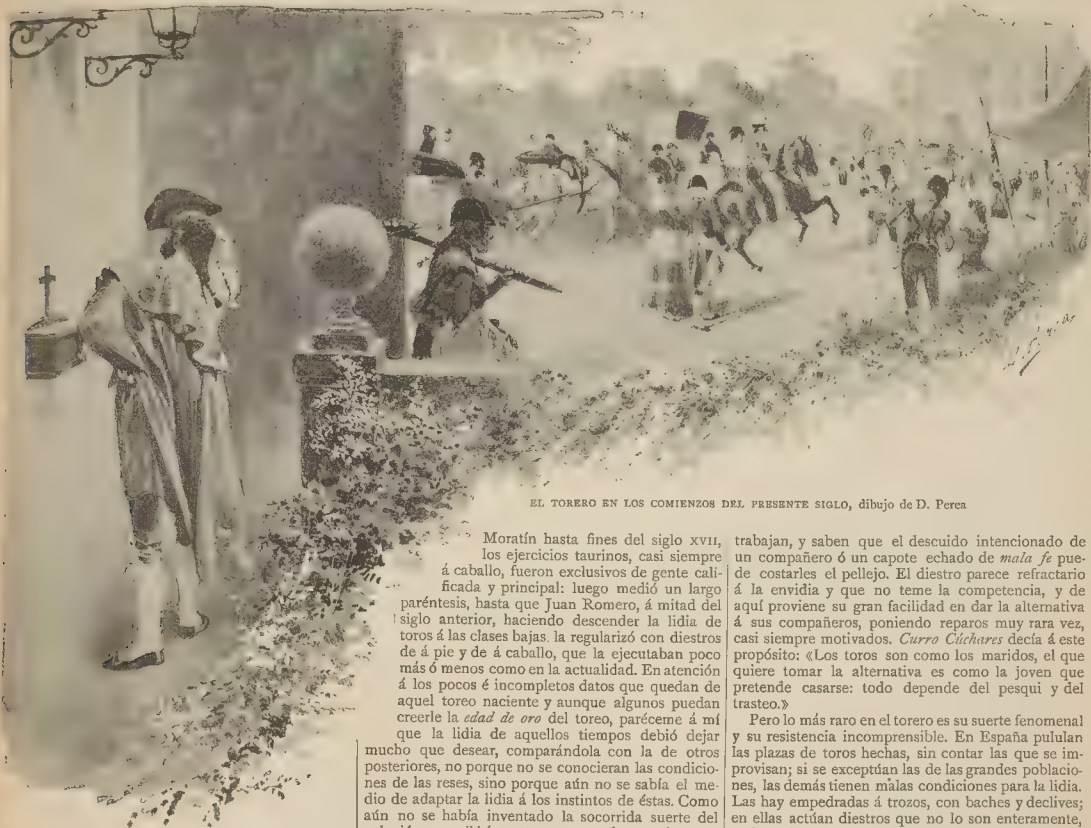 EL TORERO EN LOS COMIENZOS DEL PRESENTE SIGLO, dibujo de D. Perea
Moratín hasta fines del siglo XVII,
los ejercicios taurinos, casi siempre
á caballo, fueron exclusivos de gente cali-
ficada y principal: luego medió un largo
paréntesis, hasta que Juan Romero, á mitad del
siglo anterior, haciendo descender la lidia de
toros á las clases bajas. la regularizó con diestros
de á pie y de á caballo, que la ejecutaban poco
más ó menos como en la actualidad. En atención
á los pocos é incompletos datos que quedan de
aquel toreo naciente y aunque algunos puedan
creerle la edad de oro del toreo, paréceme á mí
que la lidia de aquellos tiempos debió dejar
mucho que desear, comparándola con la de otros
posteriores, no porque no se conocieran las condicio-
nes de las reses, sino porque aún no se sabía el me-
dio de adaptar la lidia á los instintos de éstas. Como
aún no se había inventado la socorrida suerte del
trabajan, y saben que el descuido intencionado de
un compañero ó un capote echado de mala fe pue-
de costarles el pellejo. El diestro parece refractario
á la envidia y que no teme la competencia, y de
aquí proviene su gran facilidad en dar la alternativa
á sus compañeros, poniendo reparos muy rara vez,
casi siempre motivados. Curro Cúchares decía á este
propósito: «Los toros son como los maridos, el que
quiere tomar la alternativa es como la joven que
pretende casarse: todo depende del pesqui y del
trasteo.»
Pero lo más raro en el torero es su suerte fenomenal
y su resistencia incomprensible. En España pululan
las plazas de toros hechas, sin contar las que se im-
provisan; si se exceptúan las de las grandes poblacio-
nes, las demás tienen malas condiciones para la lidia.
Las hay empedradas á trozos, con baches y declives;
en ellas actúan diestros que no lo son enteramente,